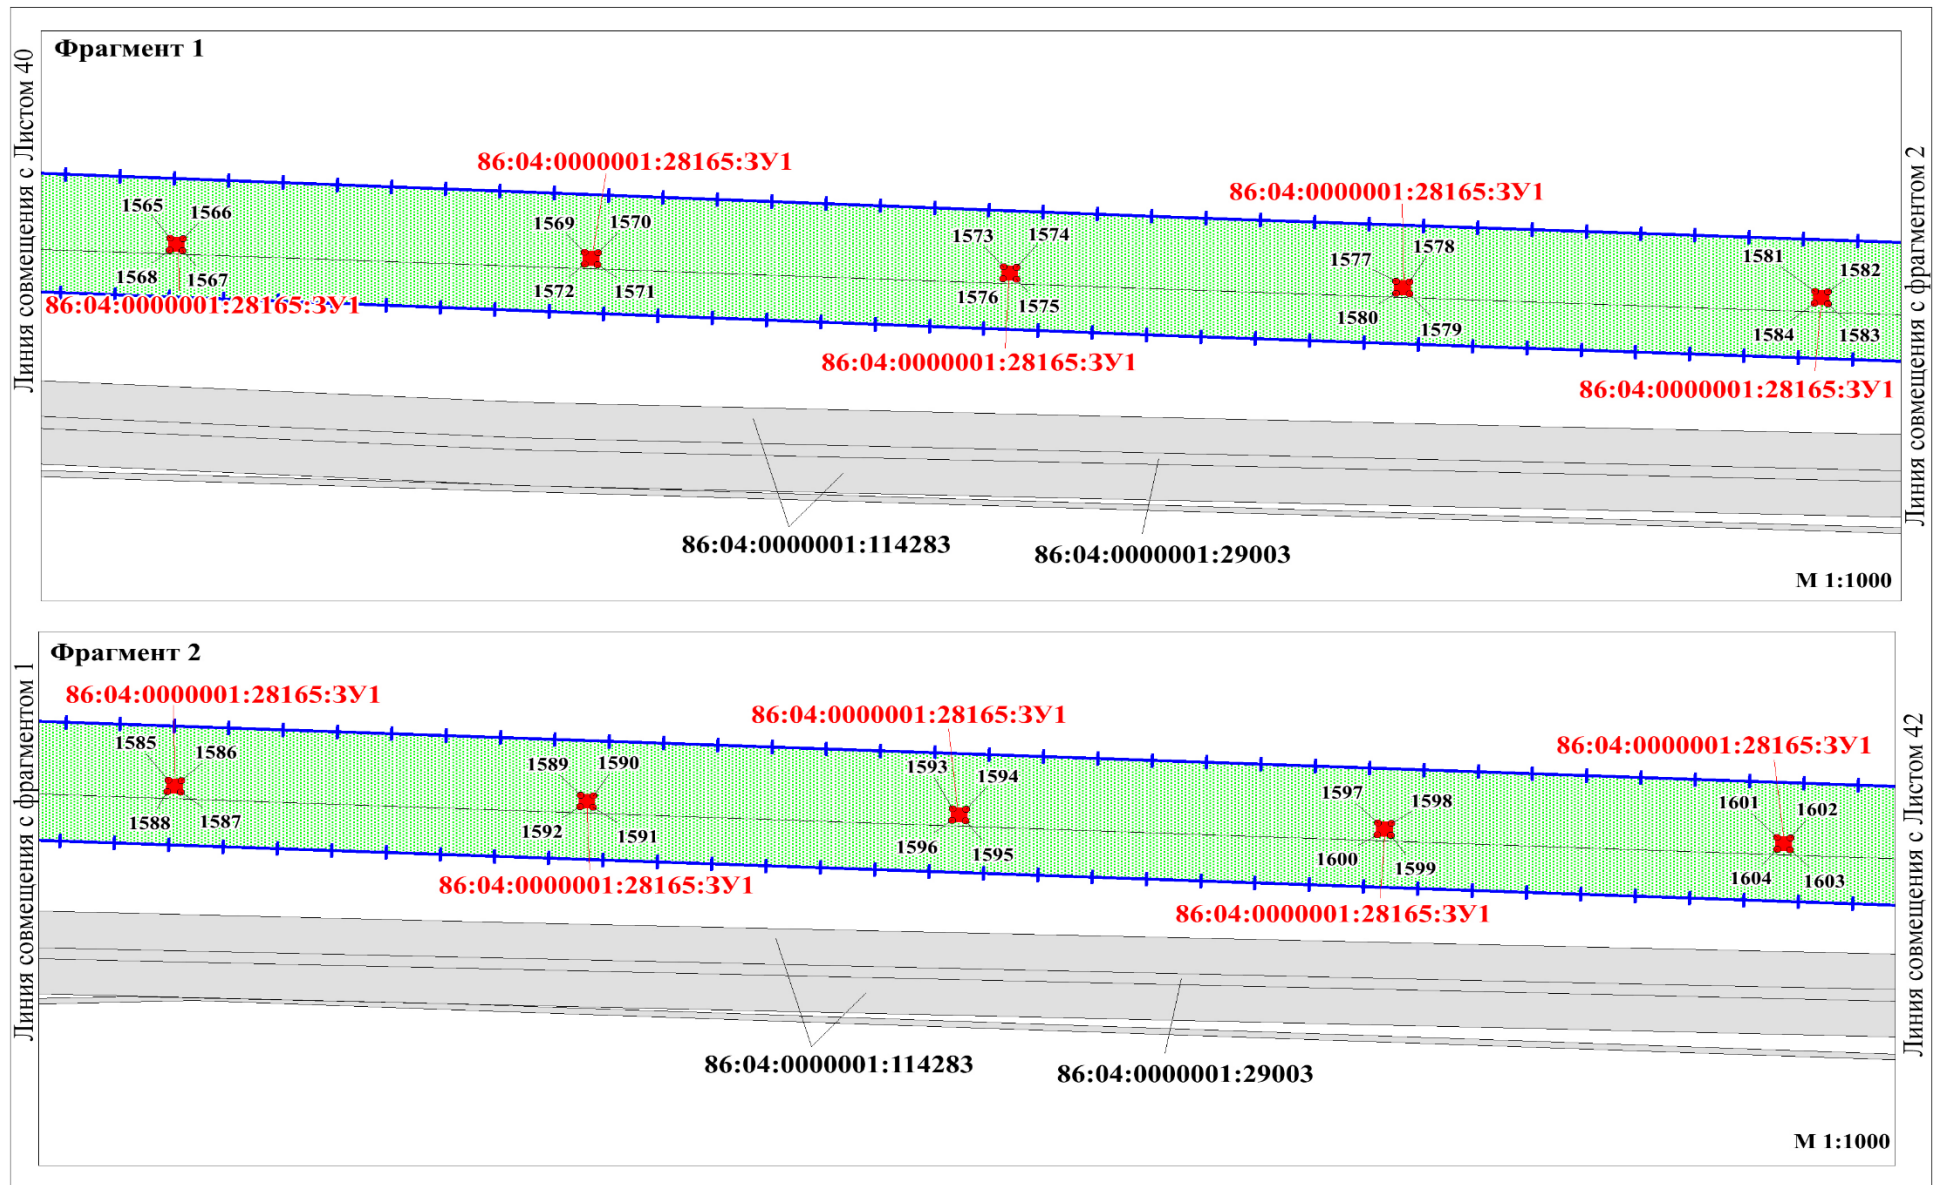 Фрагмент 1
Линия совмещения с Листом 40
86:04:0000001:28165:ЗУ1
86:04:0000001:28165:ЗУ1
1565
1566
1569
1570
1573
1574
1577
1578
1581
1582
1568
1567
1572
1571
1576
1575
1580
1579
1584
1583
86:04:0000001:28165:ЗУ1
86:04:0000001:28165:ЗУ1
86:04:0000001:28165:ЗУ1
86:04:0000001:114283
86:04:0000001:29003
М 1:1000
Линия совмещения с фрагментом 2
Фрагмент 2
Линия совмещения с фрагментом 1
86:04:0000001:28165:ЗУ1
86:04:0000001:28165:ЗУ1
86:04:0000001:28165:ЗУ1
1585
1586
1589
1590
1593
1594
1597
1598
1601
1602
1588
1587
1592
1591
1596
1595
1600
1599
1604
1603
86:04:0000001:28165:ЗУ1
86:04:0000001:28165:ЗУ1
86:04:0000001:114283
86:04:0000001:29003
М 1:1000
Линия совмещения с Листом 42